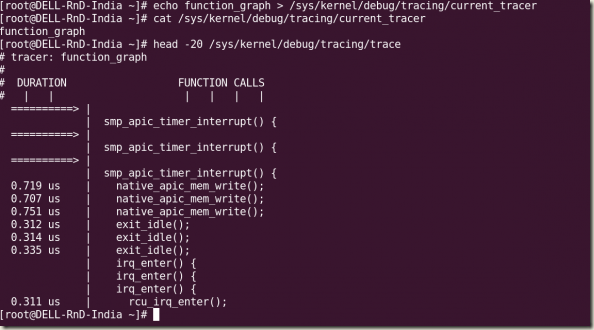 [root@DELL-RnD-India ~]# echo function_graph > /sys/kernel/debug/tracing/current_tracer
[root@DELL-RnD-India ~]# cat /sys/kernel/debug/tracing/current_tracer
function_graph
[root@DELL-RnD-India ~]# head -20 /sys/kernel/debug/tracing/trace
# tracer: function_graph
#
#  DURATION                  FUNCTION CALLS
#   |   |                     |   |   |   |
 ==========> |
             |  smp_apic_timer_interrupt() {
 ==========> |
             |  smp_apic_timer_interrupt() {
 ==========> |
             |  smp_apic_timer_interrupt() {
 0.719 us    |    native_apic_mem_write();
 0.707 us    |    native_apic_mem_write();
 0.751 us    |    native_apic_mem_write();
 0.312 us    |    exit_idle();
 0.314 us    |    exit_idle();
 0.335 us    |    exit_idle();
             |    irq_enter() {
             |    irq_enter() {
             |    irq_enter() {
 0.311 us    |      rcu_irq_enter();
[root@DELL-RnD-India ~]#